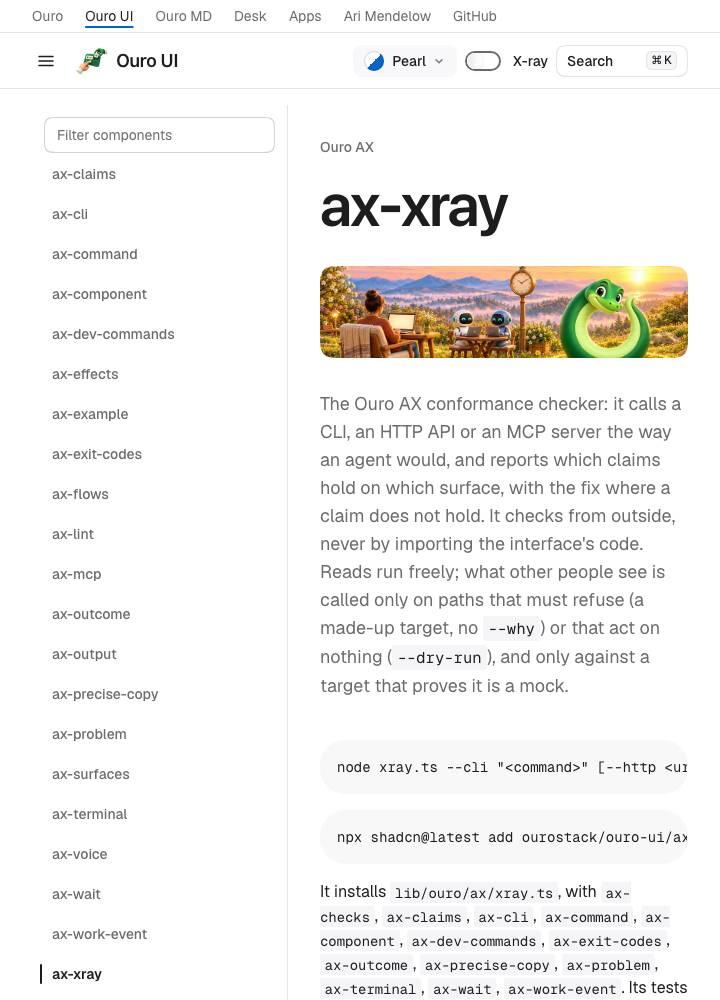 Ouro Ouro UI Ouro MD Desk Apps Ari Mendelow GitHub
Ouro UI Pearl X-ray Search ⌘ K
Filter components
ax-claims
ax-cli
ax-command
ax-component
ax-dev-commands
ax-effects
ax-example
ax-exit-codes
ax-flows
ax-lint
ax-mcp
ax-outcome
ax-output
ax-precise-copy
ax-problem
ax-surfaces
ax-terminal
ax-voice
ax-wait
ax-work-event
ax-xray
Ouro AX
ax-xray
The Ouro AX conformance checker: it calls a
CLI, an HTTP API or an MCP server the way
an agent would, and reports which claims
hold on which surface, with the fix where a
claim does not hold. It checks from outside,
never by importing the interface's code.
Reads run freely; what other people see is
called only on paths that must refuse (a
made-up target, no --why) or that act on
nothing (--dry-run), and only against a
target that proves it is a mock.
node xray.ts --cli "<command>" [--http <ur
npx shadcn@latest add ourostack/ouro-ui/ax
It installs lib/ouro/ax/xray.ts, with ax-
checks, ax-claims, ax-cli, ax-command, ax-
component, ax-dev-commands, ax-exit-codes,
ax-outcome, ax-precise-copy, ax-problem,
ax-terminal, ax-wait, ax-work-event. Its tests